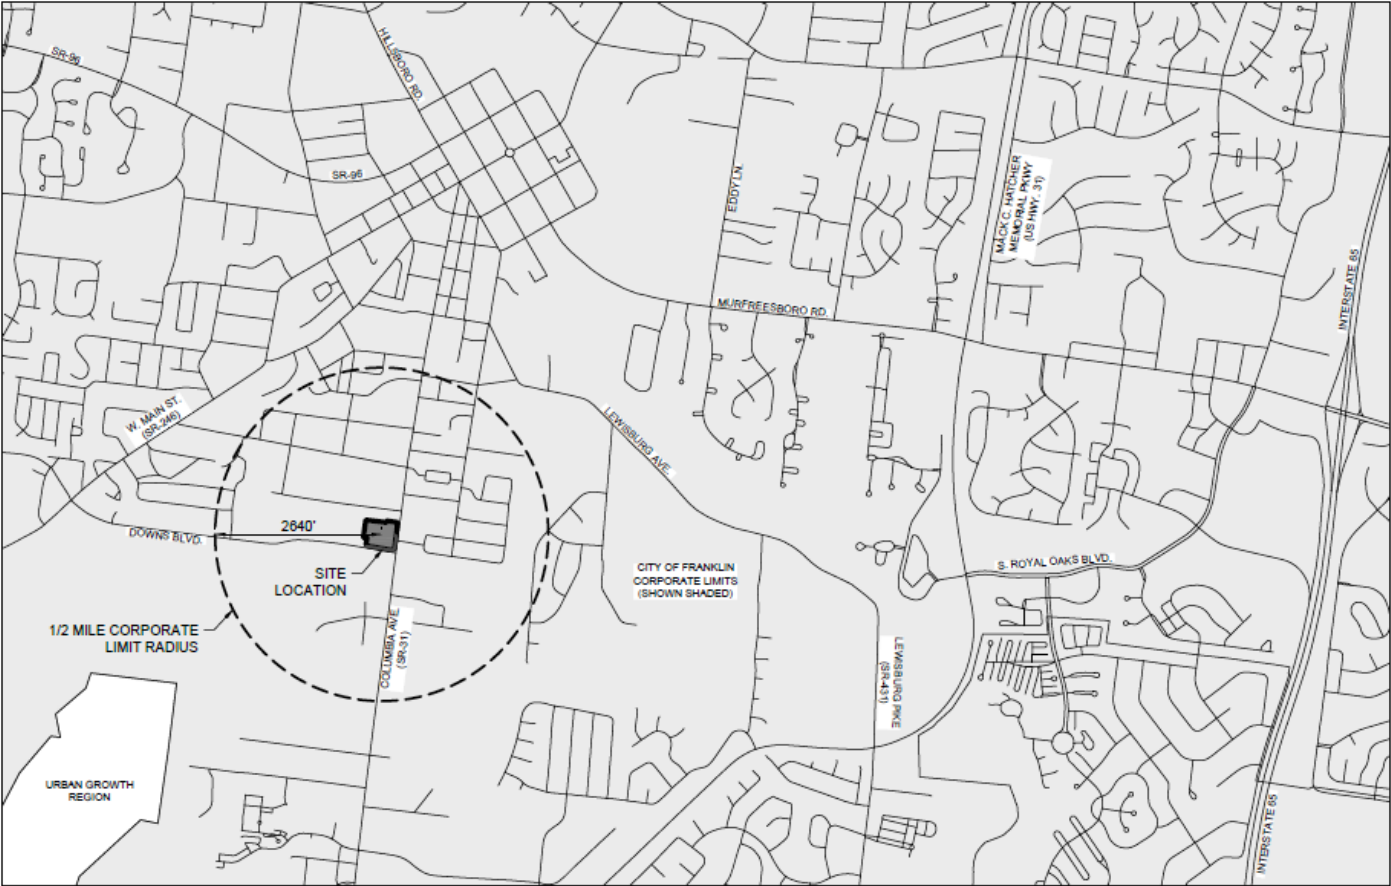 SR-96
HILLSBORO RD.
SR-96
EDDY LN.
MACK C. HATCHER
MEMORIAL PKWY
(US HWY. 31)
INTERSTATE 65
MURFREESBORO RD.
W. MAIN ST.
(SR-246)
LEWISBURG AVE.
2640'
DOWNS BLVD.
SITE
LOCATION
CITY OF FRANKLIN
CORPORATE LIMITS
(SHOWN SHADED)
S. ROYAL OAKS BLVD.
1/2 MILE CORPORATE
LIMIT RADIUS
COLUMBIA AVE
(SR-31)
LEWISBURG PIKE
(SR-431)
URBAN GROWTH
REGION
INTERSTATE 65